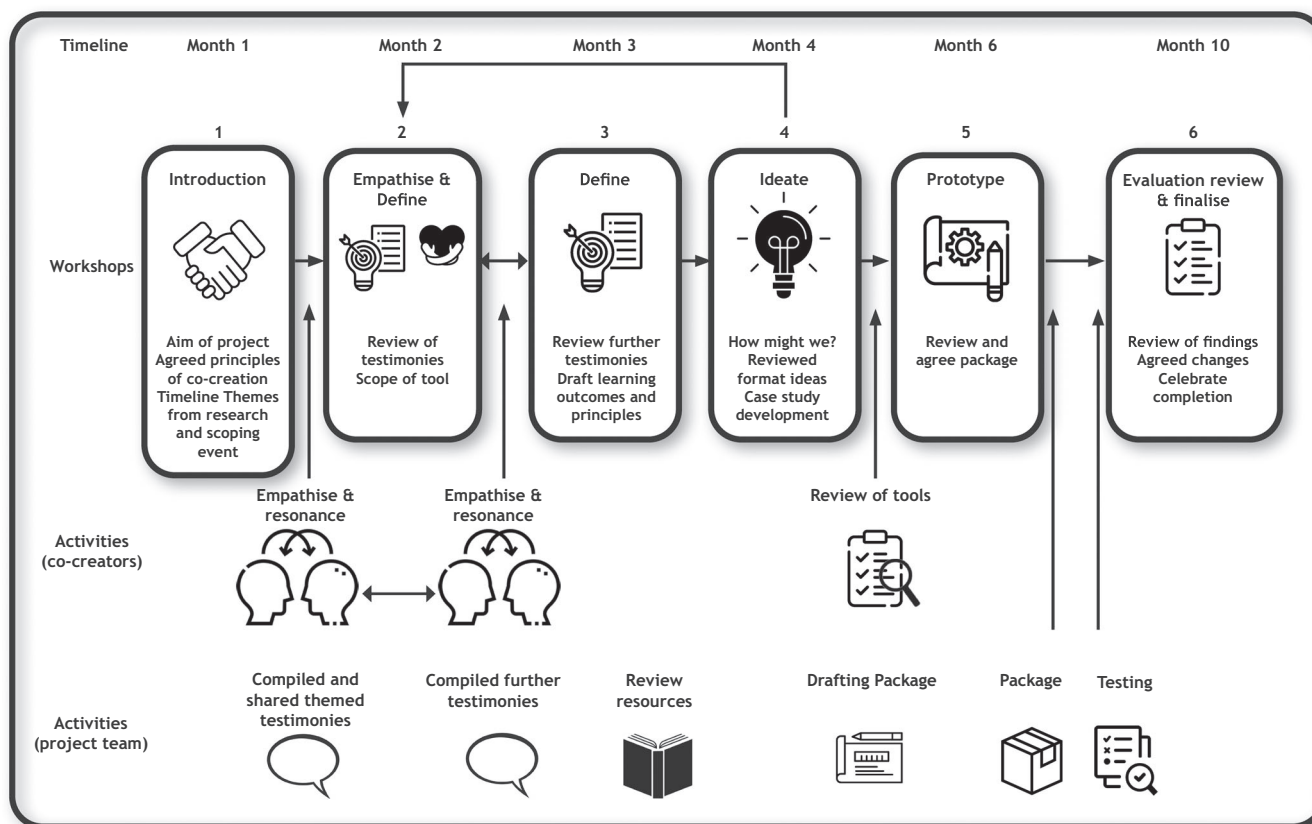 Timeline Month 1 Month 2 Month 3 Month 4 Month 6 Month 10
1 2 3 4 5 6
Workshops
Introduction
Aim of project
Agreed principles
of co-creation
Timeline Themes
from research
and scoping
event
Empathise &
Define
Review of
testimonies
Scope of tool
Define
Review further
testimonies
Draft learning
outcomes and
principles
Ideate
How might we?
Reviewed
format ideas
Case study
development
Prototype
Review and
agree package
Evaluation review
& finalise
Review of findings
Agreed changes
Celebrate
completion
Activities
(co-creators)
Empathise &
resonance
Empathise &
resonance
Review of tools
Activities
(project team)
Compiled and
shared themed
testimonies
Compiled further
testimonies
Review
resources
Drafting Package
Package
Testing